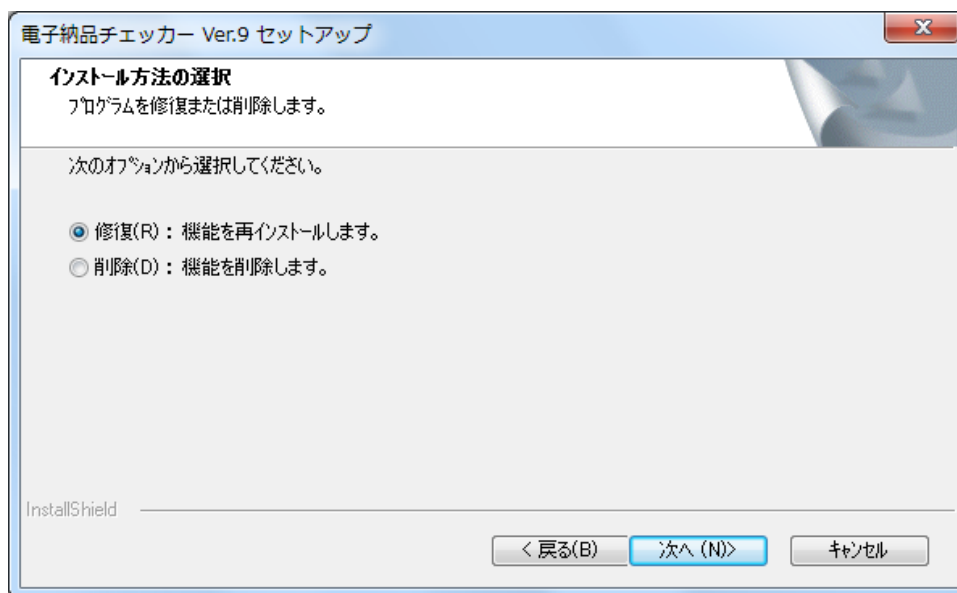 電子納品チェッカー Ver.9 セットアップ
インストール方法の選択
プログラムを修復または削除します。
次のオプションから選択してください。
修復(R)： 機能を再インストールします。
削除(D)： 機能を削除します。
InstallShield
< 戻る(B)
次へ (N)>
キャンセル